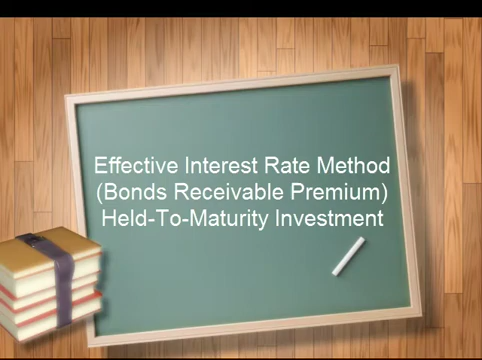 Effective Interest Rate Method
(Bonds Receivable Premium)
Held-To-Maturity Investment